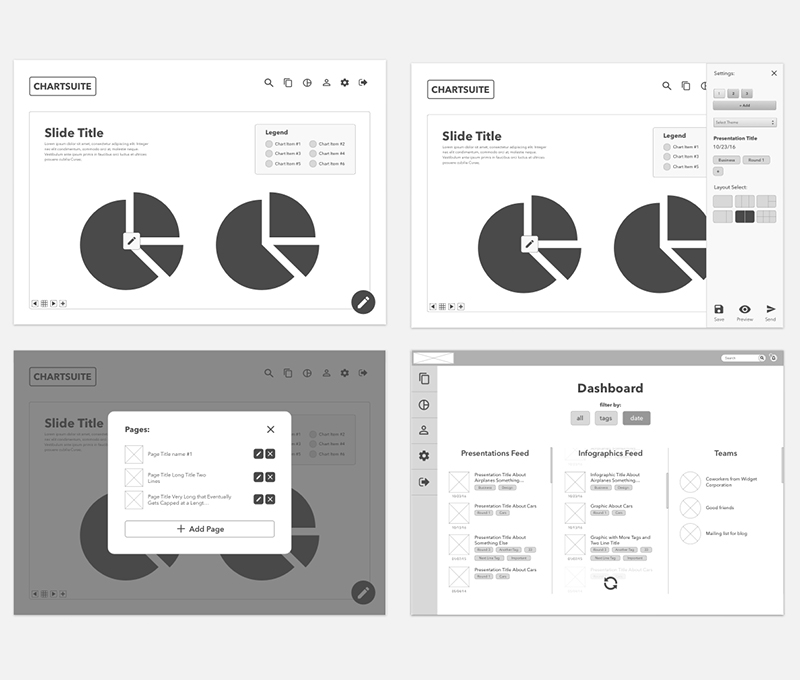 CHARTSUITE
Slide Title
Lorem ipsum dolor sit amet, consectetur adipiscing elit. Integer
nec elit condimentum, commodo orci at mattis libero.
Vestibulum ante ipsum primis in faucibus orci luctus et ultrices
posuere cubilia Curae;
Legend
Chart Item #1 Chart Item #2
Chart Item #3 Chart Item #4
Chart Item #5 Chart Item #6
CHARTSUITE
Slide Title
Legend
Chart Item #1
Chart Item #3
Chart Item #5
Settings:
1 2 3
+ Add
Select Theme
Presentation Title
10/23/16
Business Round 1
+
Layout Select:
Save Preview Send
CHARTSUITE
Slide Title
Legend
Pages:
Page Title name #1
Page Title Long Title Two
Lines
Page Title Very Long that Eventually
Gets Capped at a Lengt...
+ Add Page
Search
Dashboard
filter by:
all tags date
Presentations Feed
Presentation Title About
Airplanes Something...
Business Design
Presentation Title About Cars
Round 1 Cars
Presentation Title About
Something Else
Round 2 Another Tag
Next Line Tag Important
Presentation Title About Cars
Round 1 Cars
Infographics Feed
Infographic Title About
Airplanes Something...
Business Design
Graphic About Cars
Round 1 Cars
Graphic with More Tags and
Two Line Title
Round 2 Another Tag
Next Line Tag Important
Presentation Title About Cars
Teams
Coworkers from Widget
Corporation
Good friends
Mailing list for blog